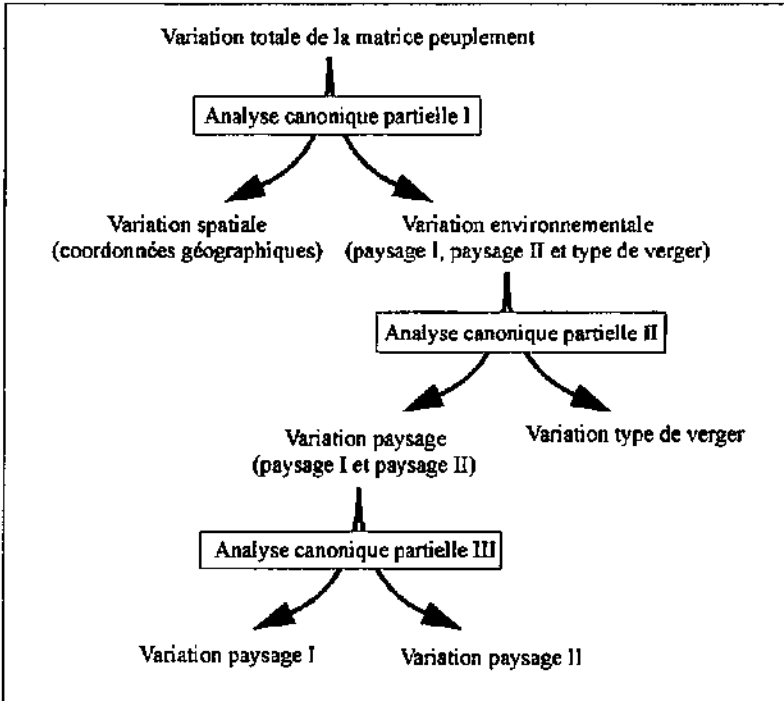 Variation totale de la matrice peuplement
Analyse canonique partielle I
Variation spatiale
(coordonnées géographiques)
Variation environnementale
(paysage I, paysage II et type de verger)
Analyse canonique partielle II
Variation paysage
(paysage I et paysage II)
Variation type de verger
Analyse canonique partielle III
Variation paysage I
Variation paysage II